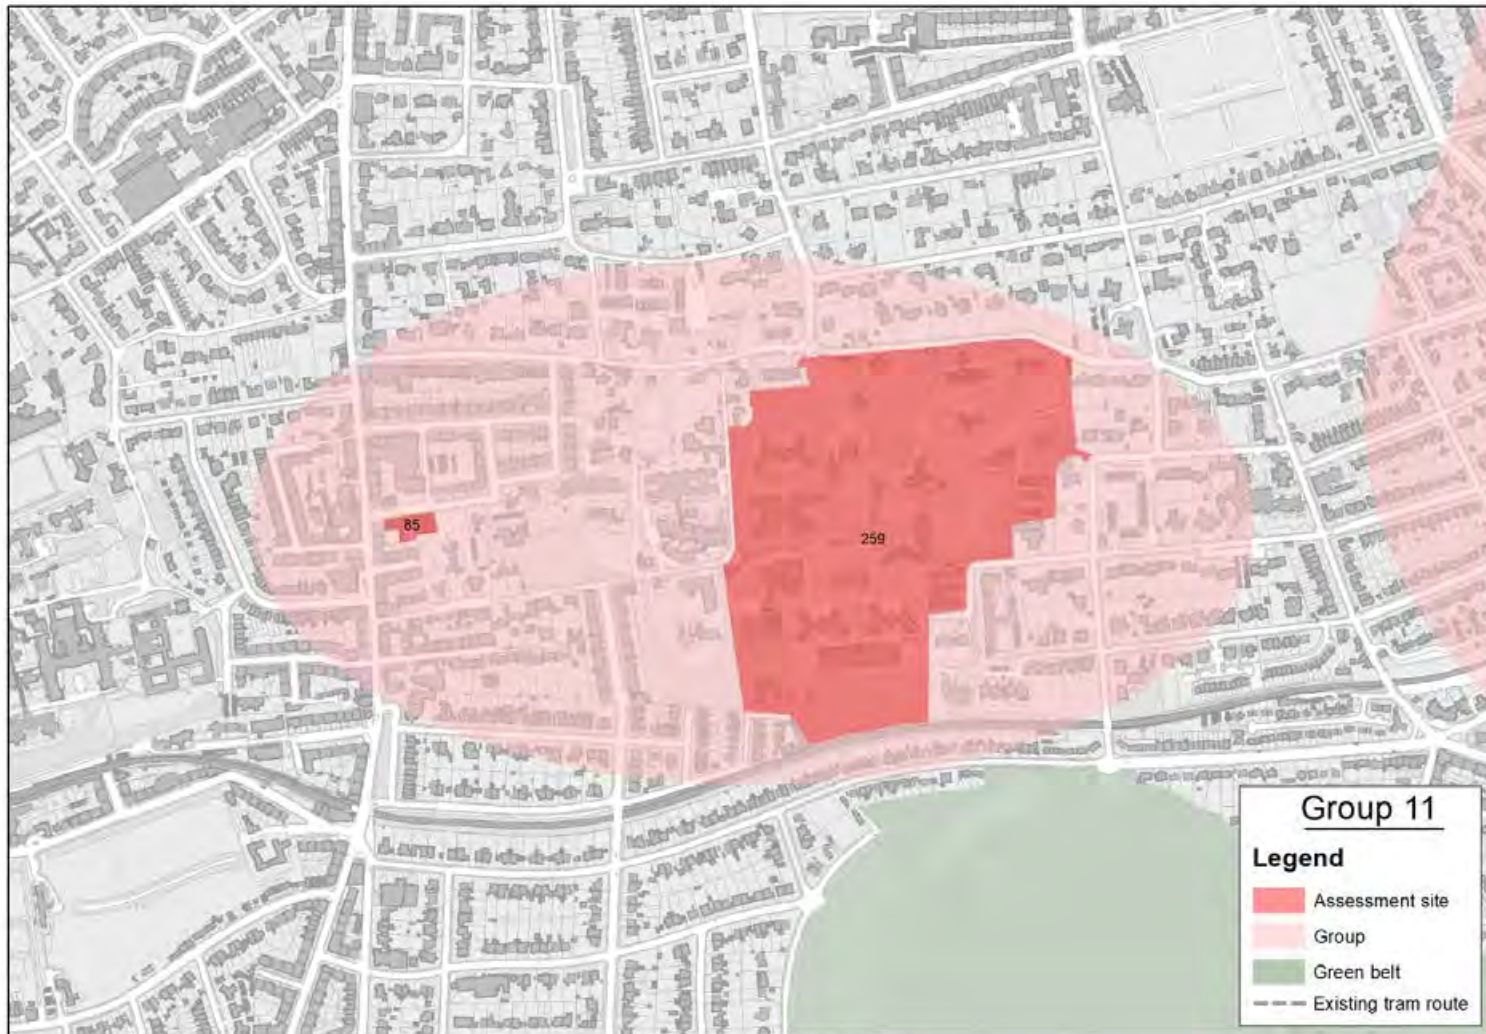 85
259
Group 11
Legend
Assessment site
Group
Green belt
Existing tram route